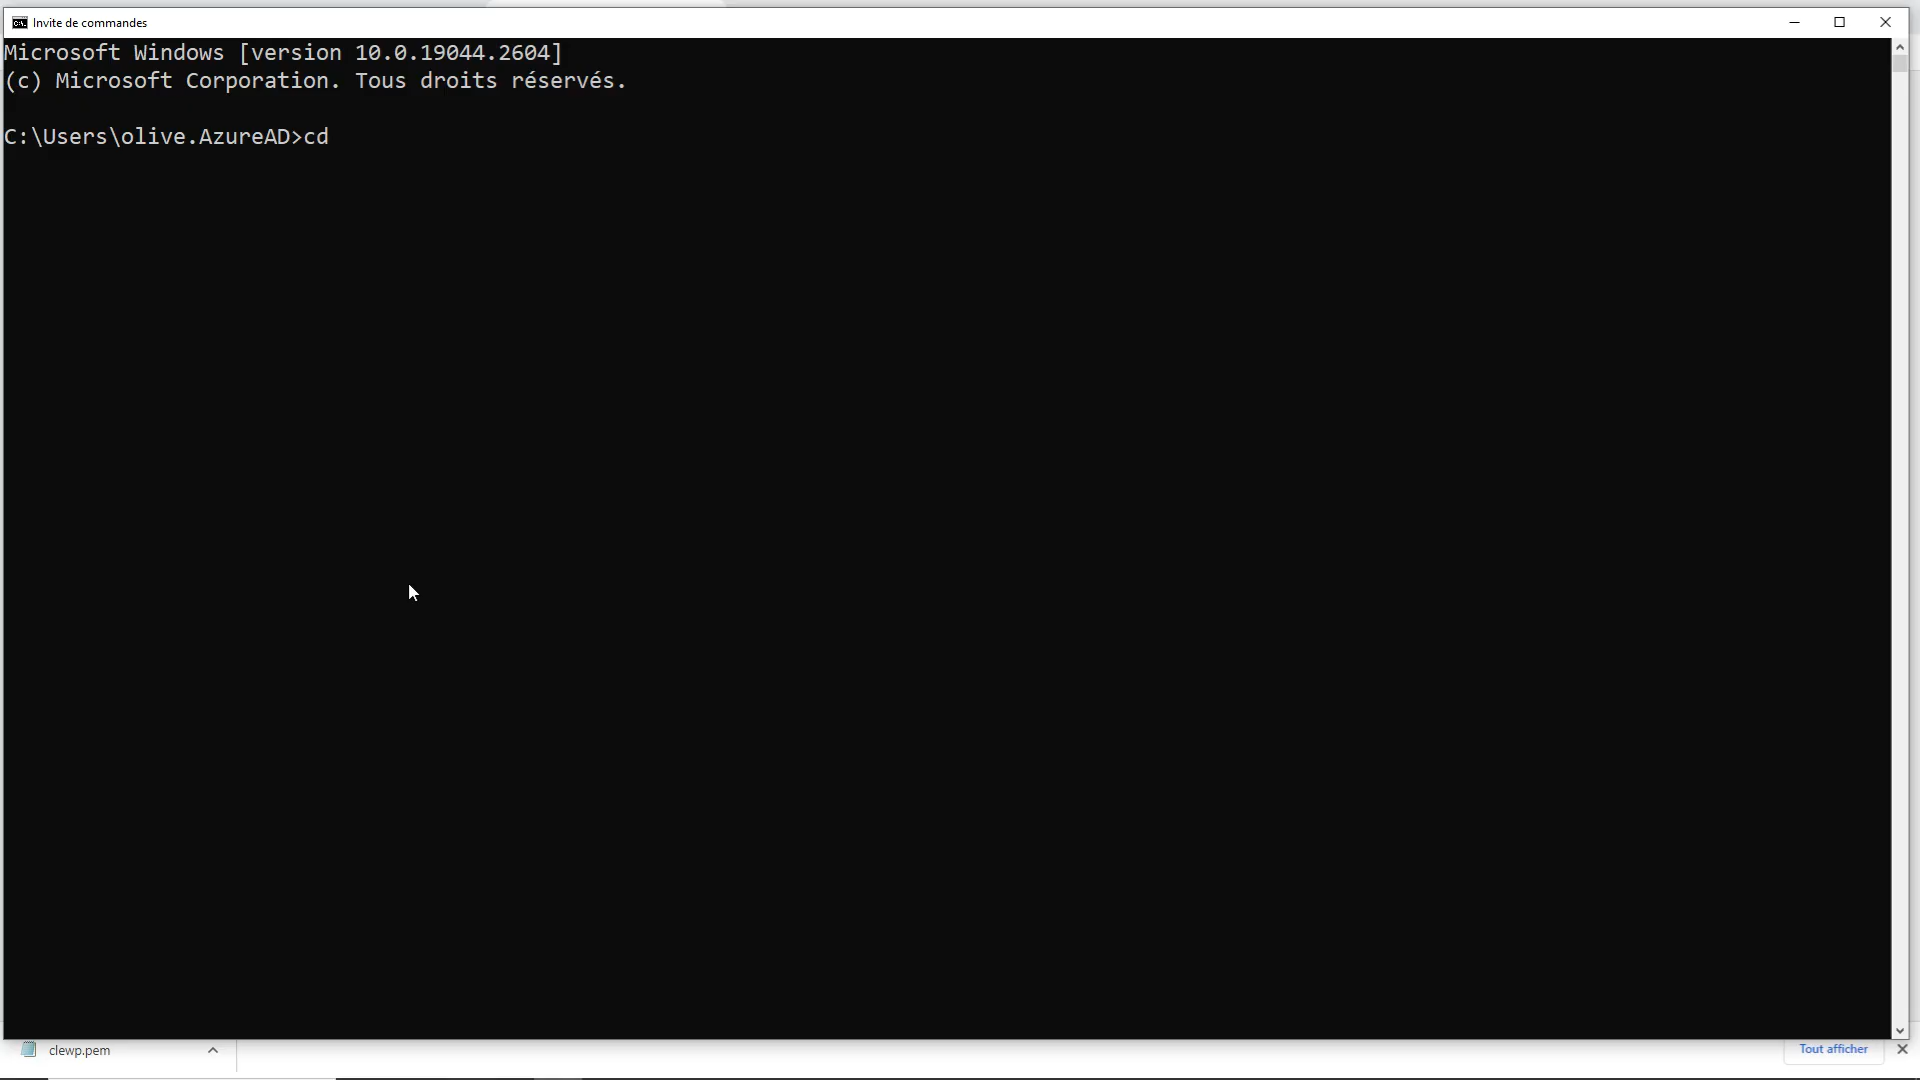 Invite de commandes
Microsoft Windows [version 10.0.19044.2604]
(c) Microsoft Corporation. Tous droits réservés.
C:\Users\olive.AzureAD>cd
clewp.pem
Tout afficher